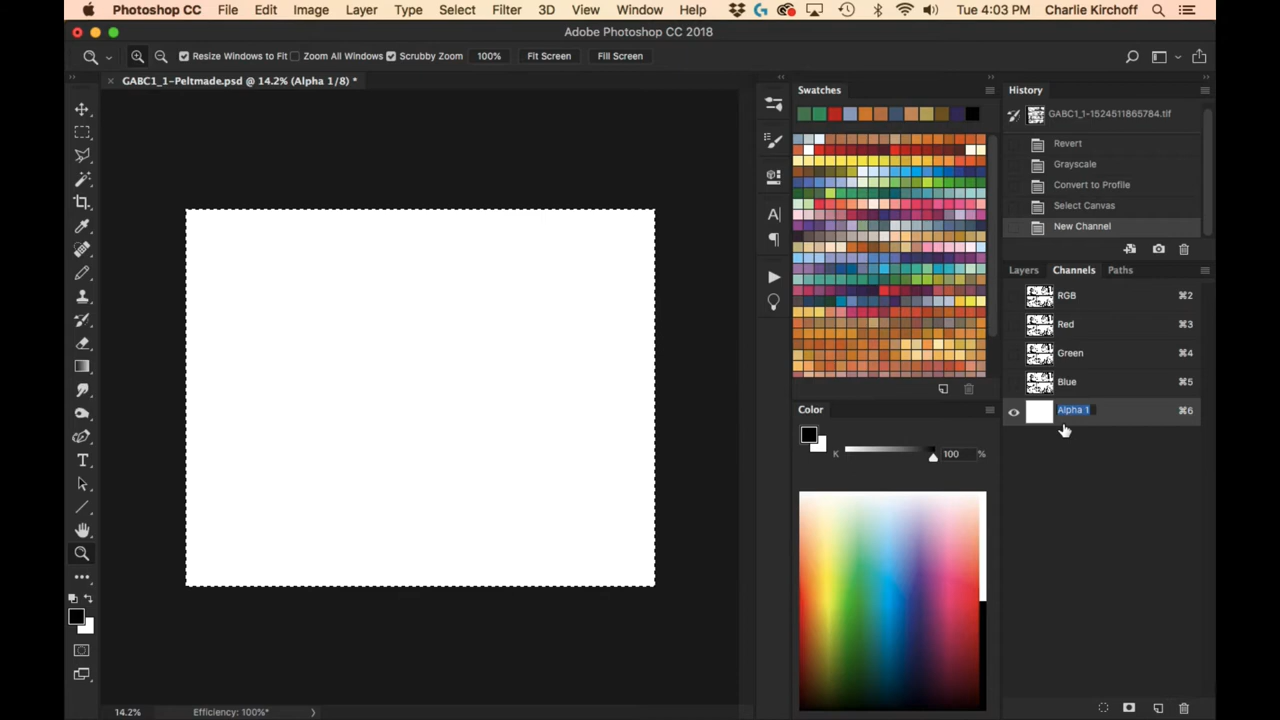 Photoshop CC File Edit Image Layer Type Select Filter 3D View Window Help Tue 4:03 PM Charlie Kirchoff
Adobe Photoshop CC 2018
Resize Windows to Fit Zoom All Windows Scrubby Zoom 100% Fit Screen Fill Screen
GABC1_1-Peltmade.psd @ 14.2% (Alpha 1/8) *
Swatches
History
GABC1_1-1524511865784.tif
Revert
Grayscale
Convert to Profile
Select Canvas
New Channel
Layers Channels Paths
RGB ⌘2
Red ⌘3
Green ⌘4
Blue ⌘5
Alpha 1 ⌘6
Color
K 100 %
14.2% Efficiency: 100%*